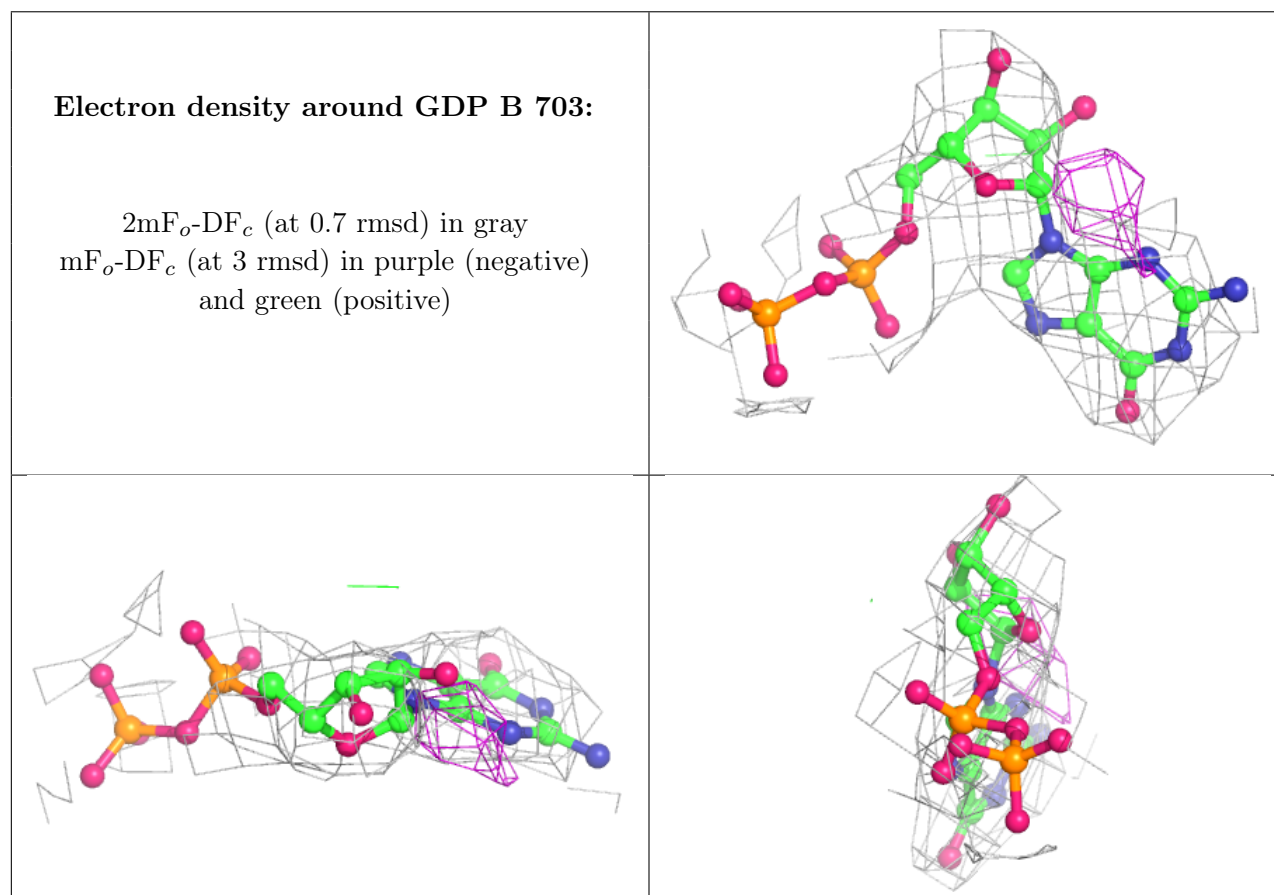 Electron density around GDP B 703:
2mFo-DFc (at 0.7 rmsd) in gray
mFo-DFc (at 3 rmsd) in purple (negative)
and green (positive)